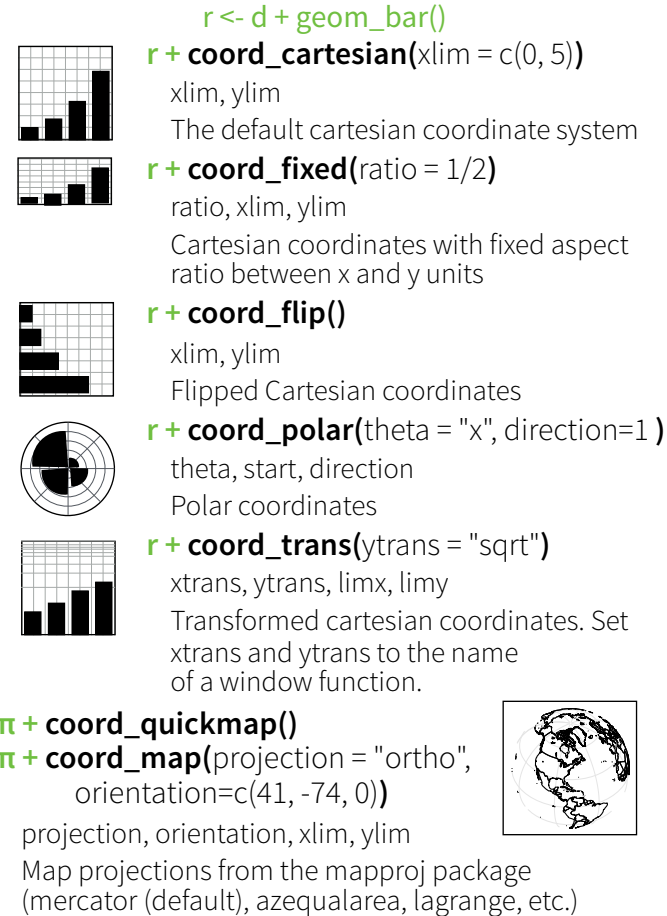 r <- d + geom_bar()
r + coord_cartesian(xlim = c(0, 5))
xlim, ylim
The default cartesian coordinate system
r + coord_fixed(ratio = 1/2)
ratio, xlim, ylim
Cartesian coordinates with fixed aspect
ratio between x and y units
r + coord_flip()
xlim, ylim
Flipped Cartesian coordinates
r + coord_polar(theta = "x", direction=1 )
theta, start, direction
Polar coordinates
r + coord_trans(ytrans = "sqrt")
xtrans, ytrans, limx, limy
Transformed cartesian coordinates. Set
xtrans and ytrans to the name
of a window function.
π + coord_quickmap()
π + coord_map(projection = "ortho",
orientation=c(41, -74, 0))
projection, orientation, xlim, ylim
Map projections from the mapproj package
(mercator (default), azequalarea, lagrange, etc.)